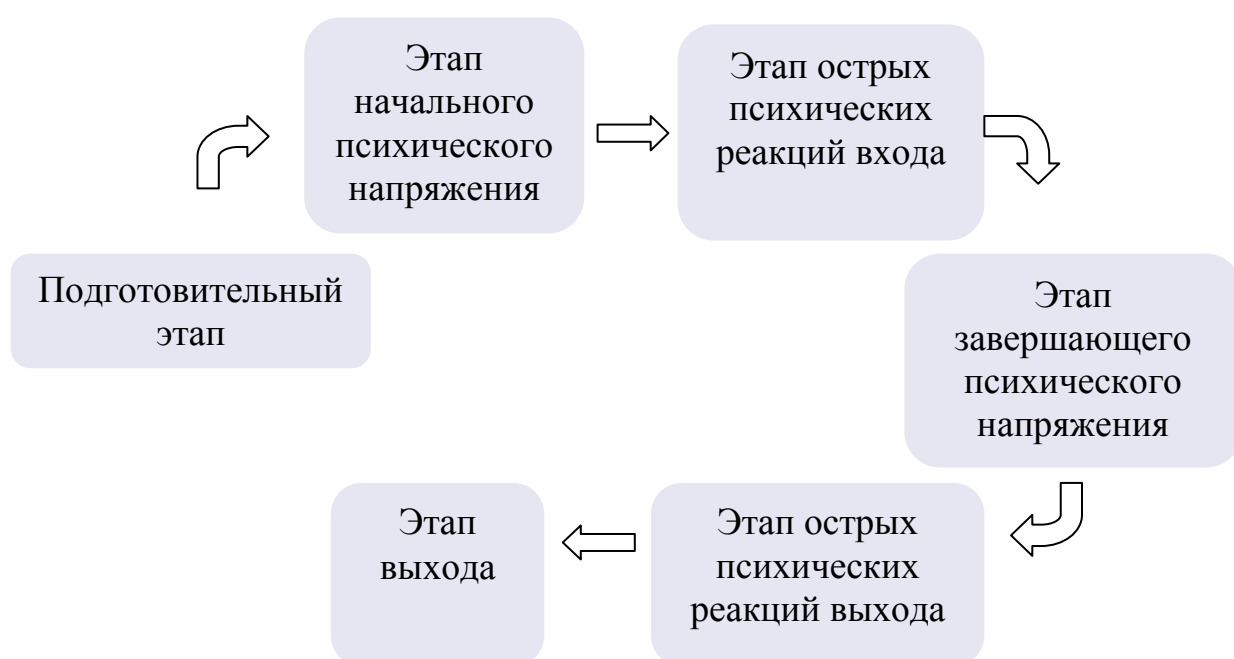 Подготовительный
этап
Этап
начального
психического
напряжения
Этап острых
психических
реакций входа
Этап
завершающего
психического
напряжения
Этап острых
психических
реакций выхода
Этап
выхода